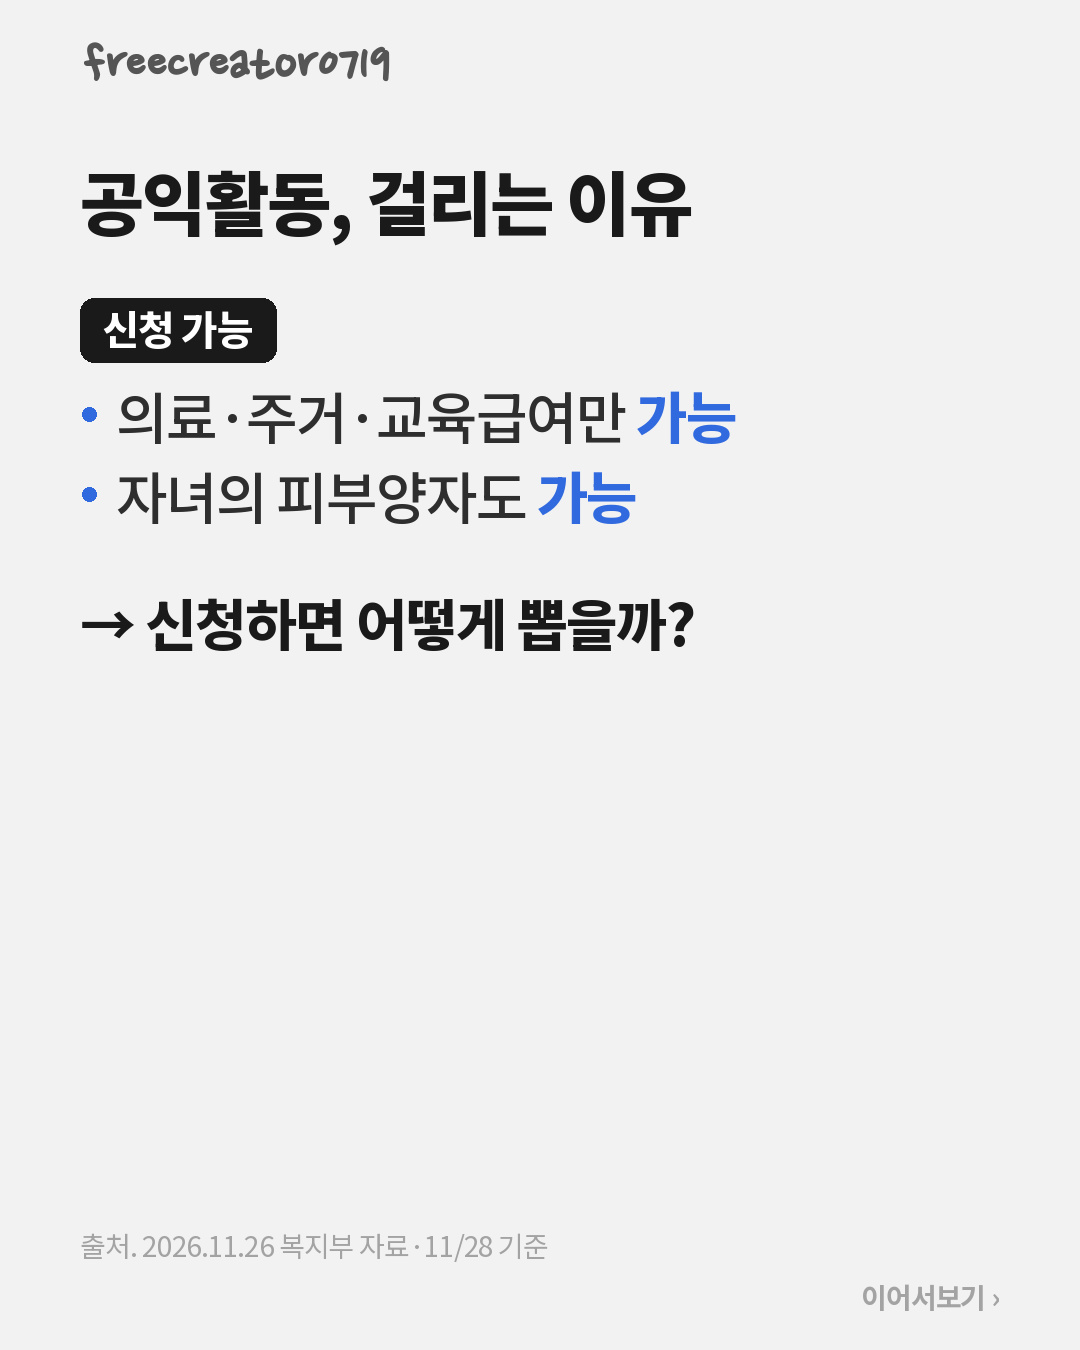 freecreator0719
공익활동, 걸리는 이유
신청 가능
• 의료·주거·교육급여만 가능
• 자녀의 피부양자도 가능
→ 신청하면 어떻게 뽑을까?
출처. 2026.11.26 복지부 자료·11/28 기준
이어서보기 ›